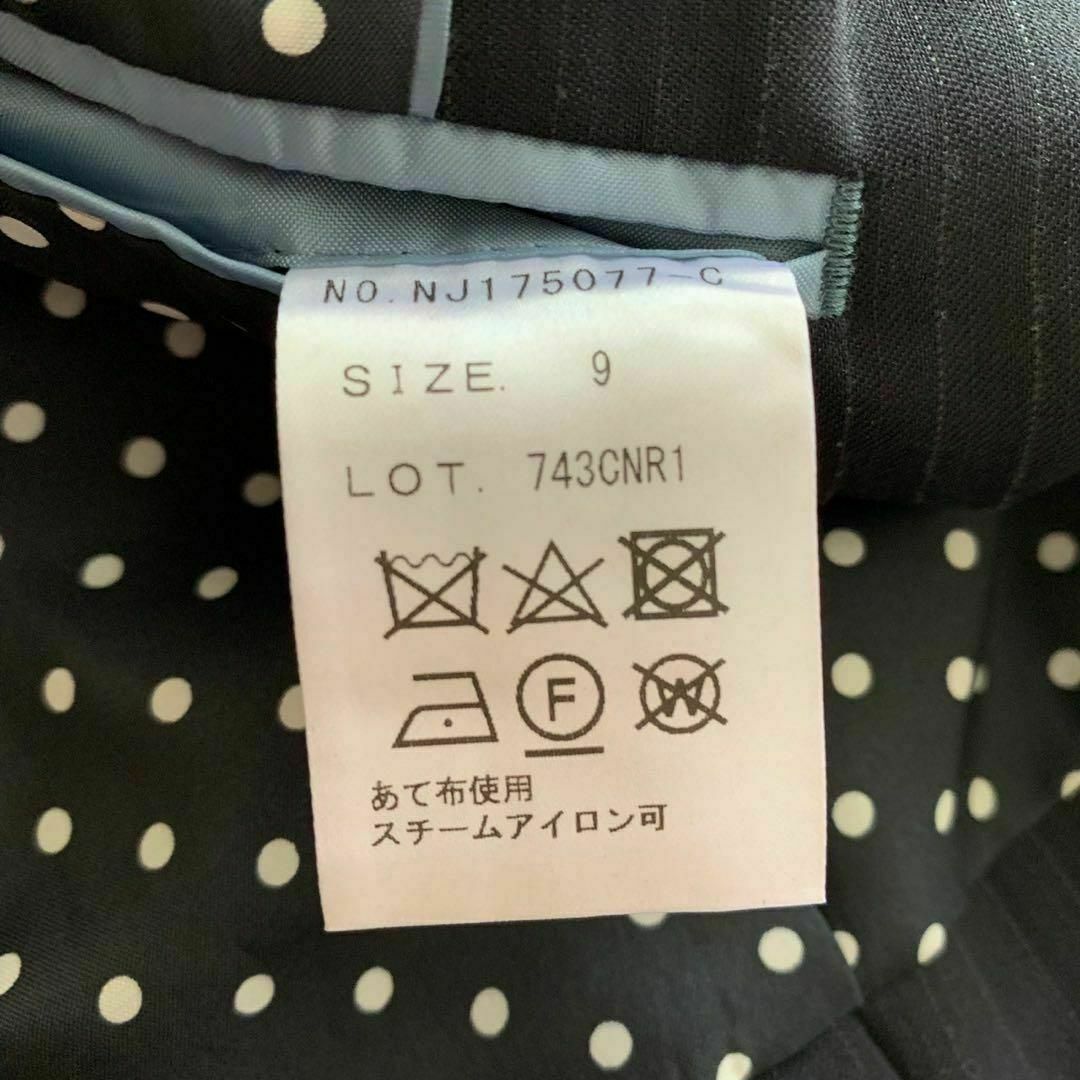 NO.NJ175077-C
SIZE. 9
LOT. 743CNR1
F W
あて布使用
スチームアイロン可